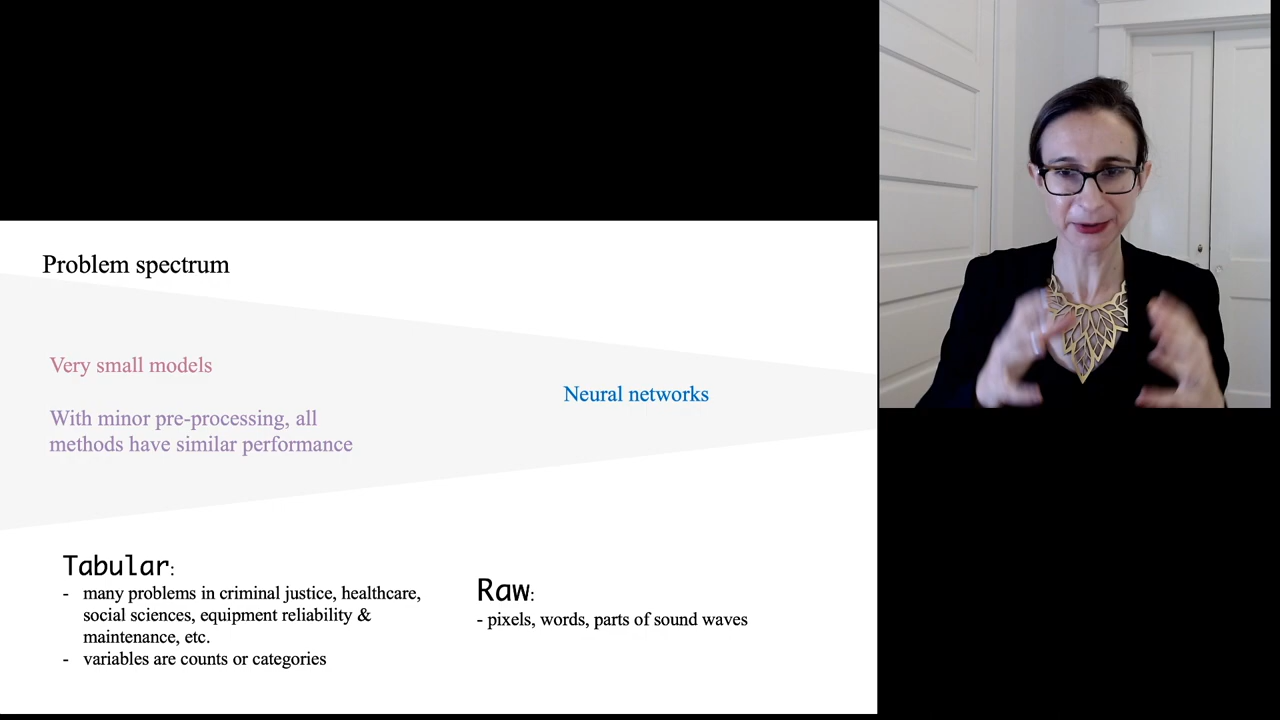 Problem spectrum
Very small models
With minor pre-processing, all
methods have similar performance
Neural networks
Tabular:
- many problems in criminal justice, healthcare,
social sciences, equipment reliability &
maintenance, etc.
- variables are counts or categories
Raw:
- pixels, words, parts of sound waves